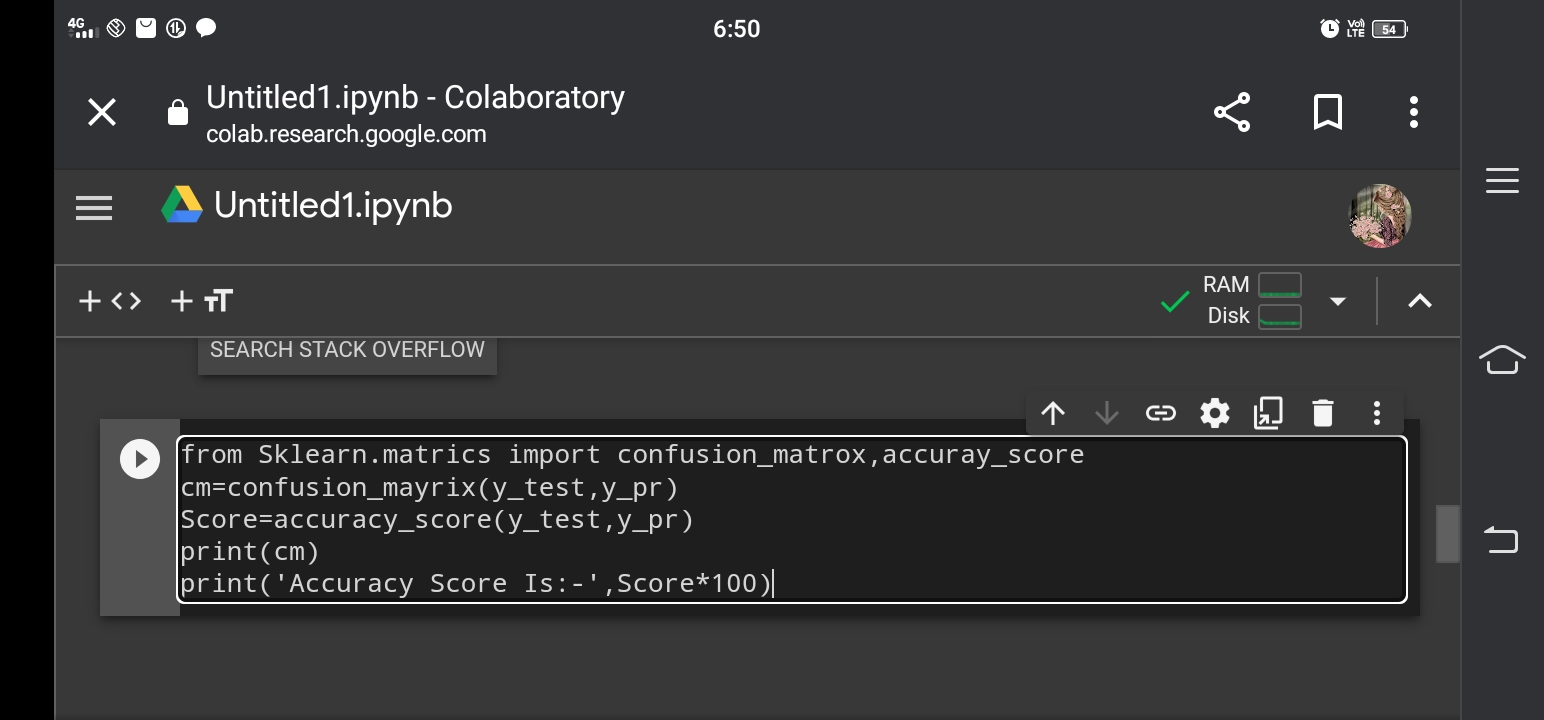 4G
6:50
Vo)
LTE
54
Untitled1.ipynb - Colaboratory
colab.research.google.com
Untitled1.ipynb
RAM
Disk
SEARCH STACK OVERFLOW
from Sklearn.matrics import confusion_matrox,accuray_score
cm=confusion_mayrix(y_test,y_pr)
Score=accuracy_score(y_test,y_pr)
print(cm)
print('Accuracy Score Is:-',Score*100)